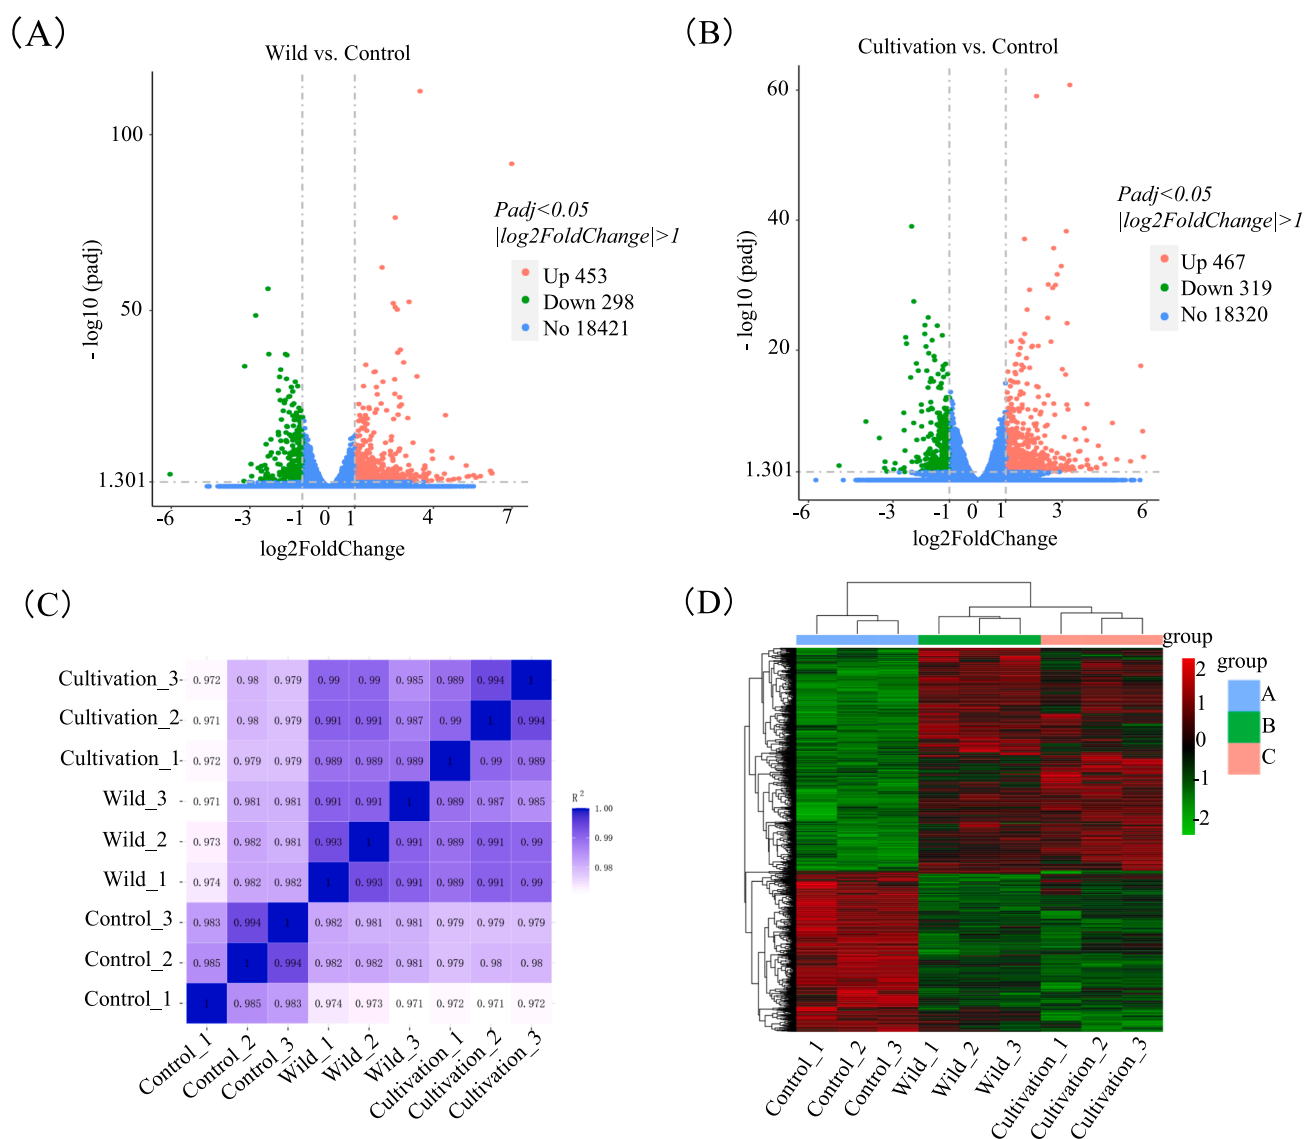 (A)
Wild vs. Control
- log10 (padj)
100
50
1.301
-6 -3 -1 0 1 4 7
log2FoldChange
Padj<0.05
|log2FoldChange|>1
Up 453
Down 298
No 18421
(B)
Cultivation vs. Control
- log10 (padj)
60
40
20
1.301
-6 -3 -1 0 1 3 6
log2FoldChange
Padj<0.05
|log2FoldChange|>1
Up 467
Down 319
No 18320
(C)
Cultivation_3 0.972 0.98 0.979 0.99 0.99 0.985 0.989 0.994 1
Cultivation_2 0.971 0.98 0.979 0.991 0.991 0.987 0.99 1 0.994
Cultivation_1 0.972 0.979 0.979 0.989 0.989 0.989 1 0.99 0.989
Wild_3 0.971 0.981 0.981 0.991 0.991 1 0.989 0.987 0.985
Wild_2 0.973 0.982 0.981 0.993 1 0.991 0.989 0.991 0.99
Wild_1 0.974 0.982 0.982 1 0.993 0.991 0.989 0.991 0.99
Control_3 0.983 0.994 1 0.982 0.981 0.981 0.979 0.979 0.979
Control_2 0.985 1 0.994 0.982 0.982 0.981 0.979 0.98 0.98
Control_1 1 0.985 0.983 0.974 0.973 0.971 0.972 0.971 0.972
Control_1 Control_2 Control_3 Wild_1 Wild_2 Wild_3 Cultivation_1 Cultivation_2 Cultivation_3
R²
1.00
0.99
0.98
(D)
group
2
1
0
-1
-2
group
A
B
C
Control_1 Control_2 Control_3 Wild_1 Wild_2 Wild_3 Cultivation_1 Cultivation_2 Cultivation_3